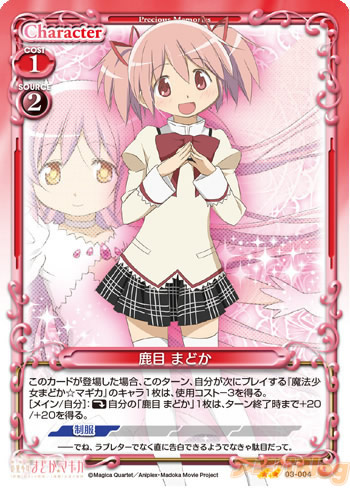 Precious Memories
Character
COST
1
SOURCE
2
鹿目 まどか
このカードが登場した場合、このターン、自分が次にプレイする『魔法少
女まどか☆マギカ』のキャラ1枚は、使用コスト-3を得る。
[メイン/自分]: 自分の「鹿目 まどか」1枚は、ターン終了時まで+20
/+20を得る。
制服
――でね、ラブレターでなく直に告白できるようでなきゃ駄目だって。
まどか☆マギカ
©Magica Quartet/Aniplex・Madoka Movie Project
03-004